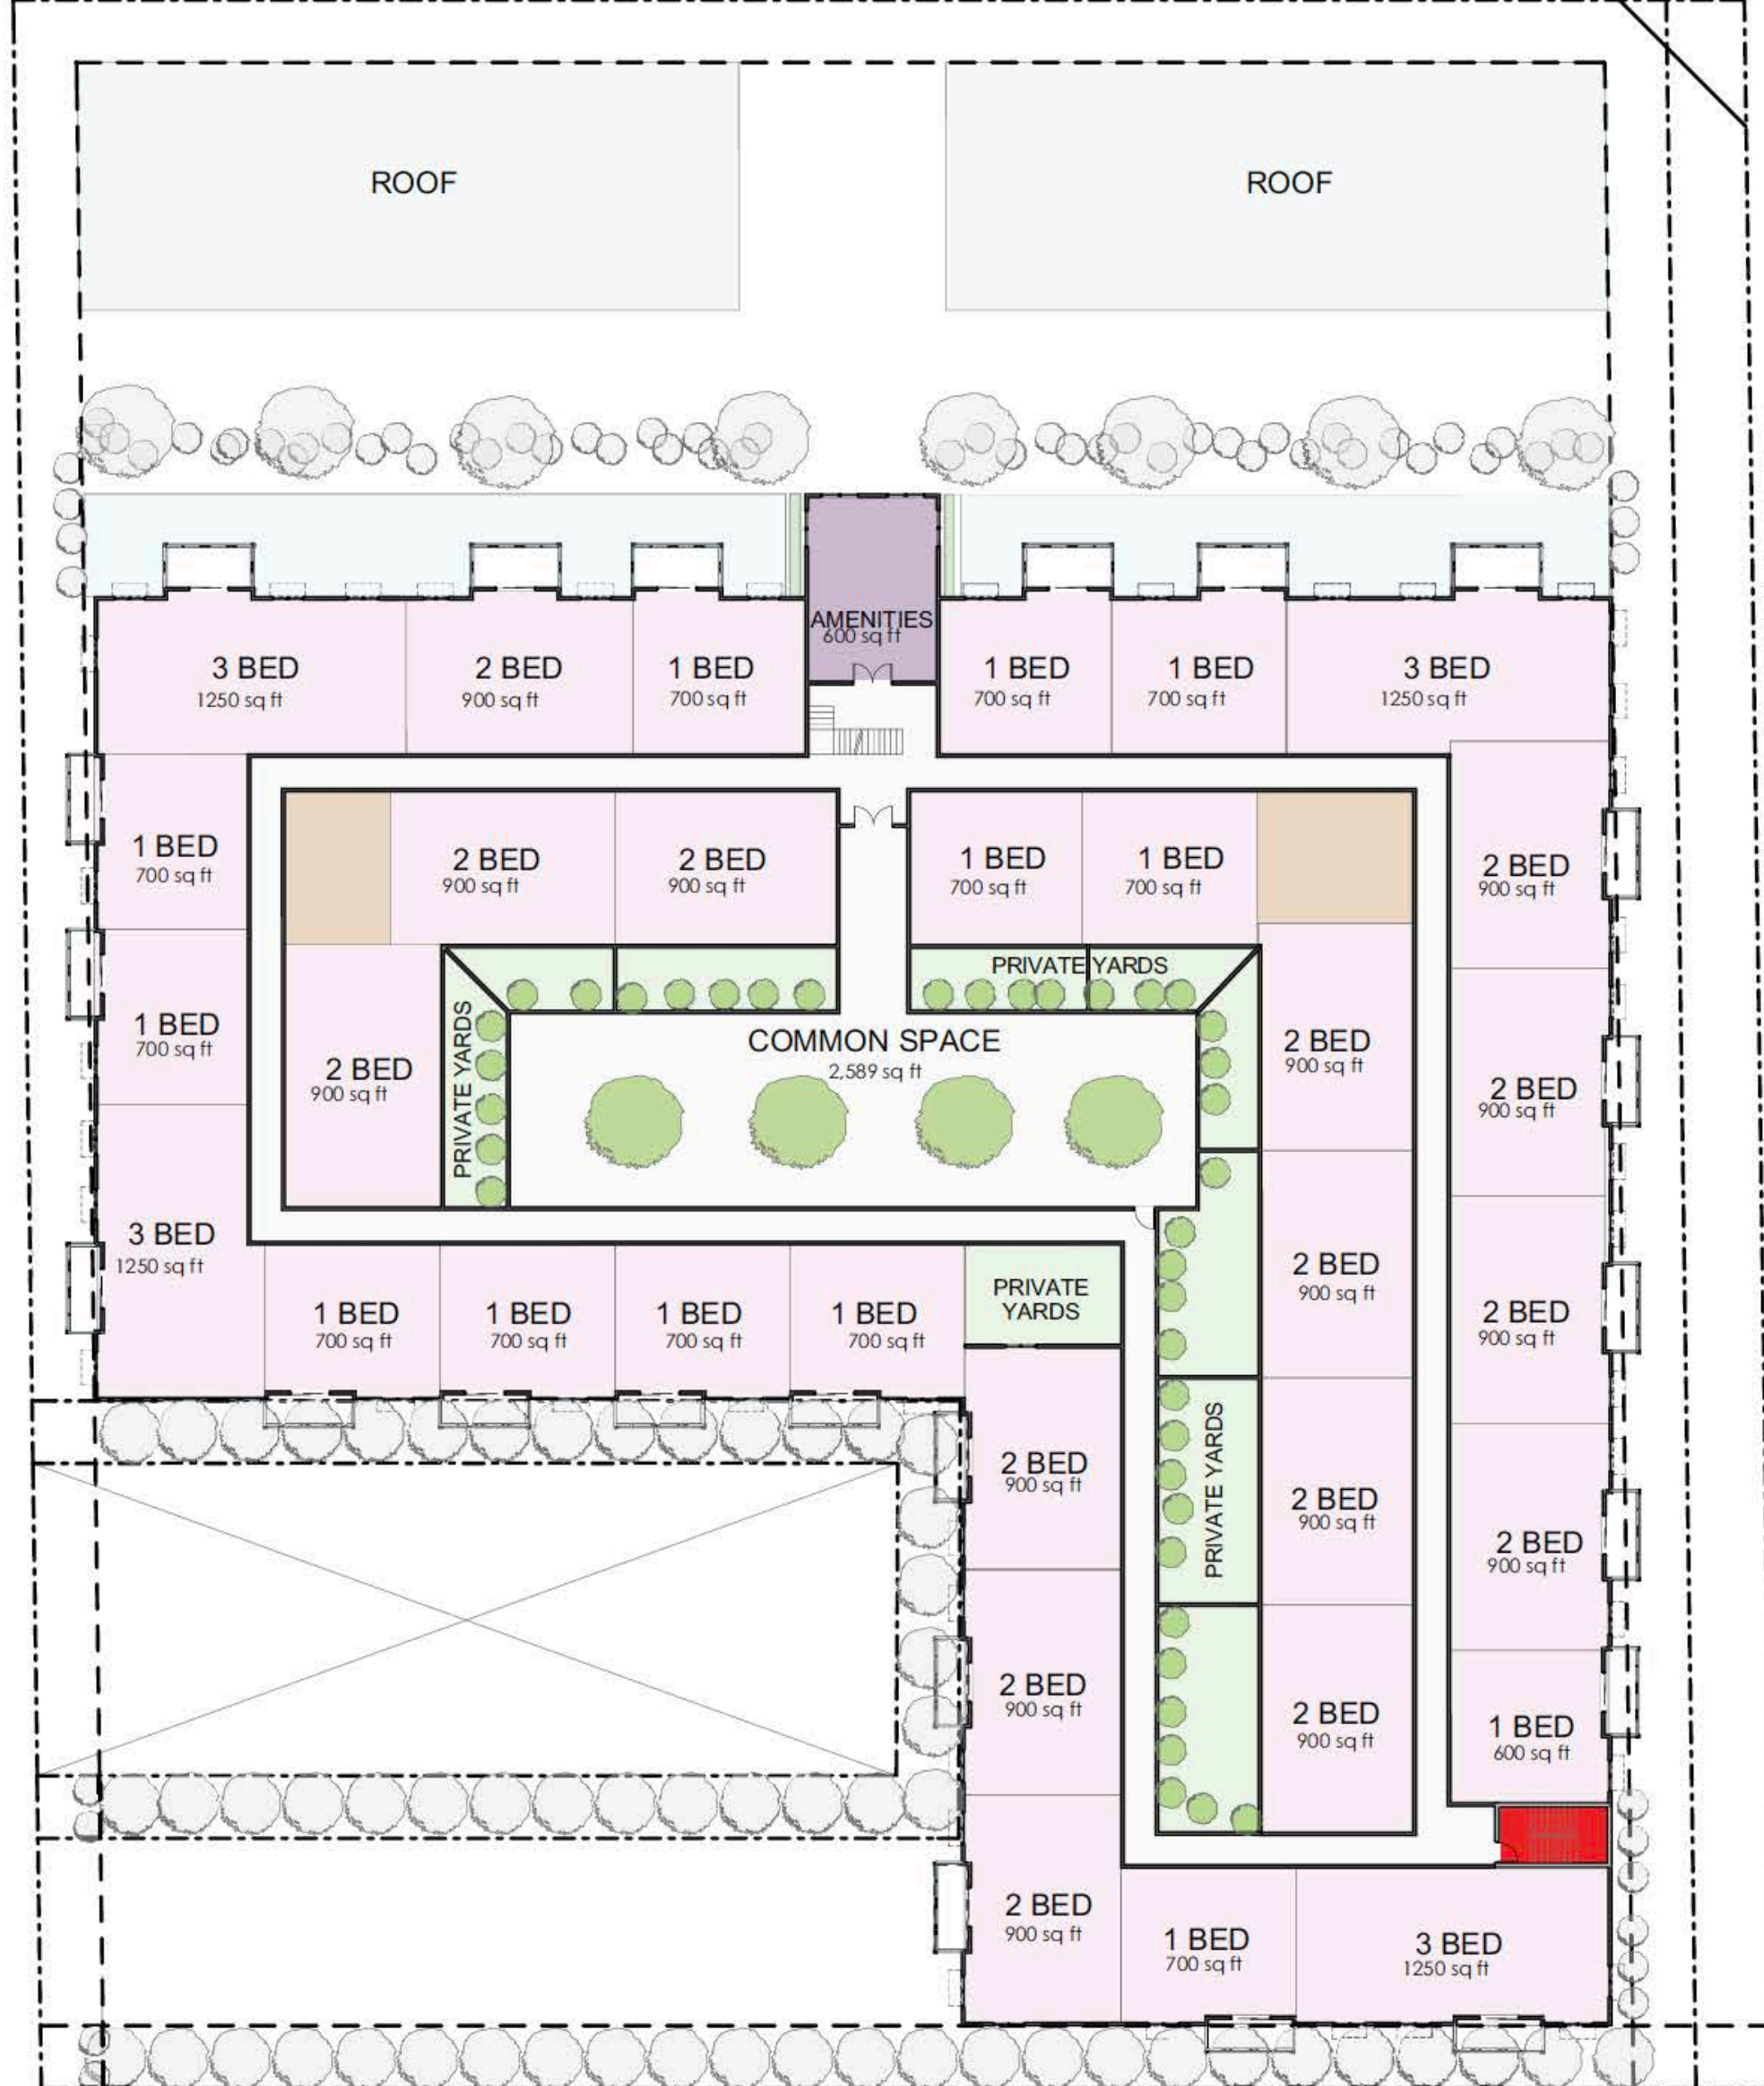 ROOF
ROOF
AMENITIES
600 sq ft
3 BED
1250 sq ft
2 BED
900 sq ft
1 BED
700 sq ft
1 BED
700 sq ft
1 BED
700 sq ft
3 BED
1250 sq ft
1 BED
700 sq ft
2 BED
900 sq ft
2 BED
900 sq ft
1 BED
700 sq ft
1 BED
700 sq ft
2 BED
900 sq ft
PRIVATE YARDS
1 BED
700 sq ft
2 BED
900 sq ft
PRIVATE YARDS
COMMON SPACE
2,589 sq ft
2 BED
900 sq ft
2 BED
900 sq ft
3 BED
1250 sq ft
1 BED
700 sq ft
1 BED
700 sq ft
1 BED
700 sq ft
1 BED
700 sq ft
PRIVATE
YARDS
2 BED
900 sq ft
2 BED
900 sq ft
2 BED
900 sq ft
PRIVATE YARDS
2 BED
900 sq ft
2 BED
900 sq ft
2 BED
900 sq ft
2 BED
900 sq ft
1 BED
600 sq ft
2 BED
900 sq ft
1 BED
700 sq ft
3 BED
1250 sq ft